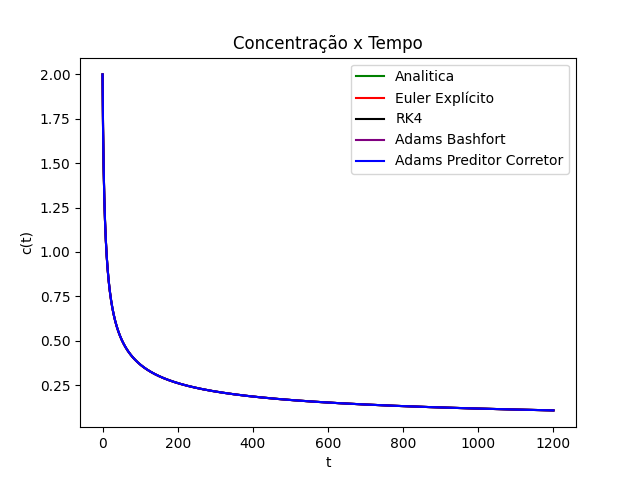 Concentração x Tempo
Analitica
Euler Explícito
RK4
Adams Bashfort
Adams Preditor Corretor
2.00
1.75
1.50
1.25
1.00
0.75
0.50
0.25
c(t)
0 200 400 600 800 1000 1200
t